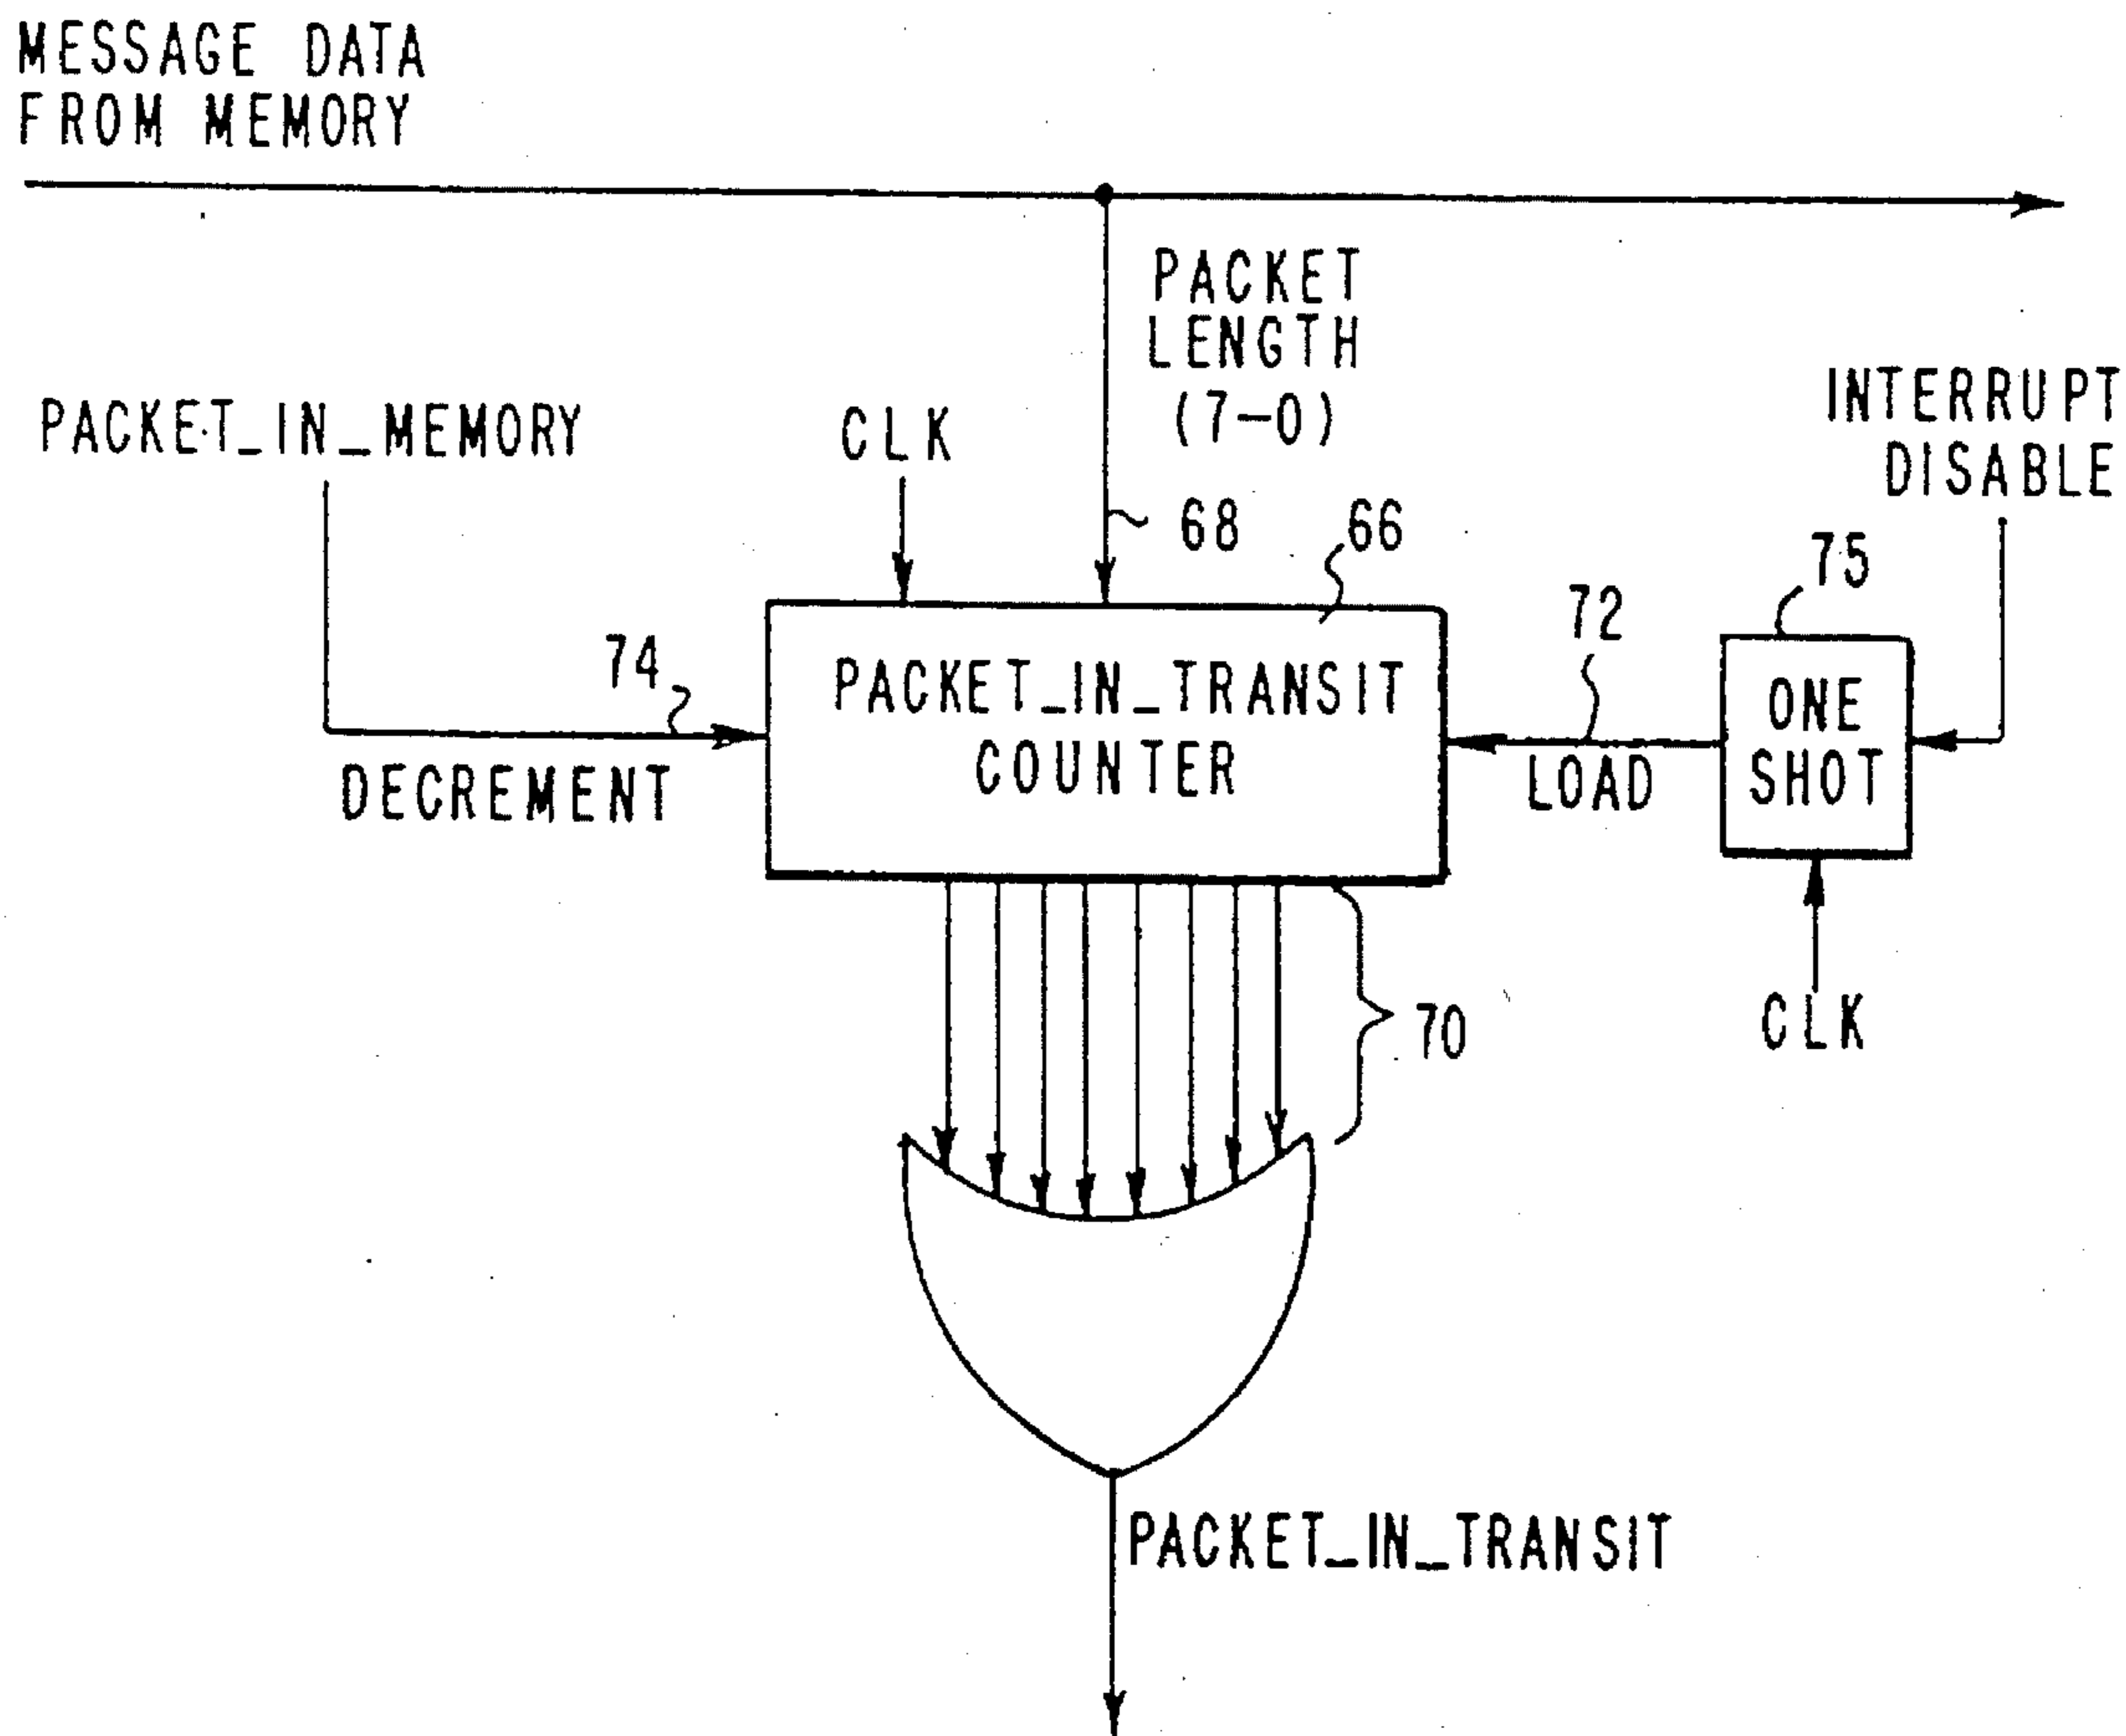 MESSAGE DATA
FROM MEMORY
PACKET
LENGTH
(7-0)
INTERRUPT
DISABLE
PACKET_IN_MEMORY
CLK
68
66
75
72
74
PACKET_IN_TRANSIT
COUNTER
ONE
SHOT
DECREMENT
LOAD
70
CLK
PACKET_IN_TRANSIT